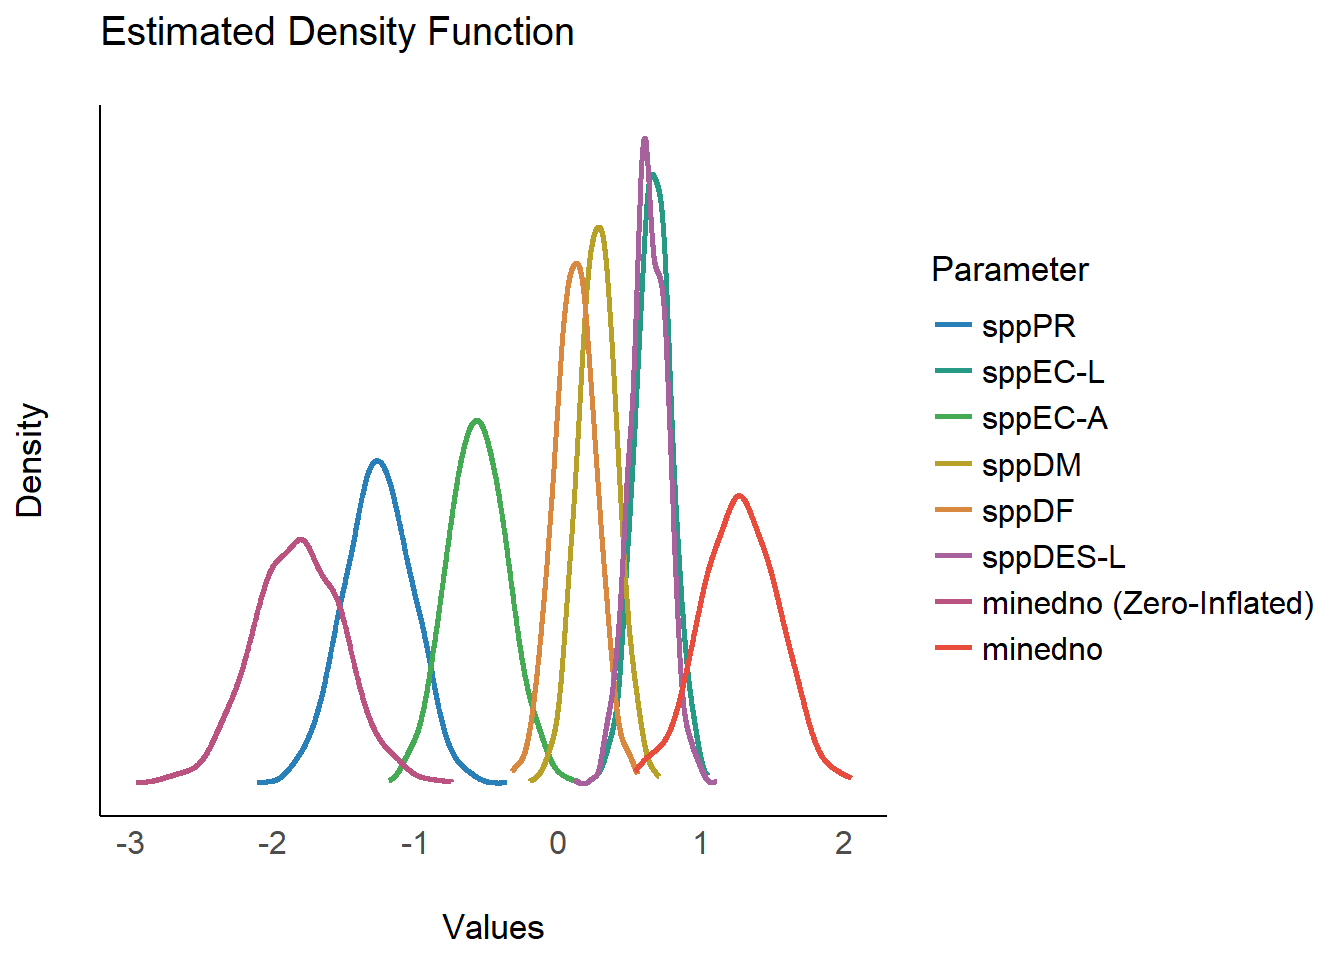 Estimated Density Function
Density
-3 -2 -1 0 1 2
Values
Parameter
sppPR
sppEC-L
sppEC-A
sppDM
sppDF
sppDES-L
minedno (Zero-Inflated)
minedno